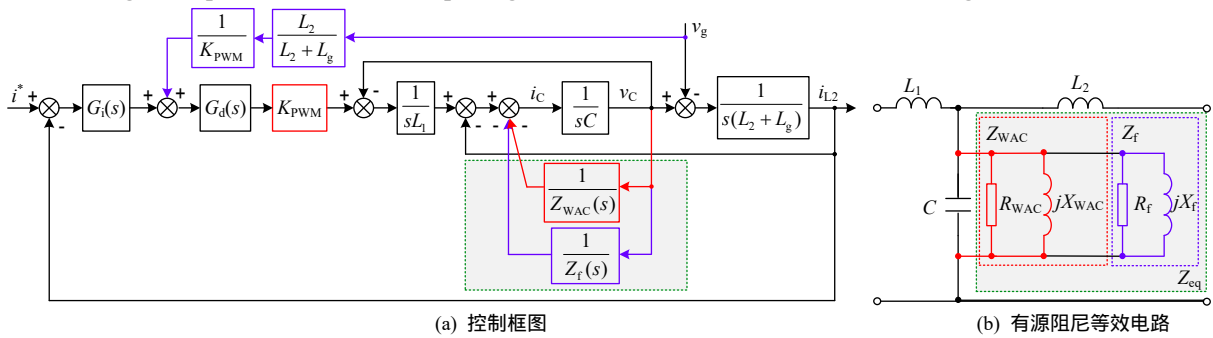 1
K_PWM
L_2
L_2 + L_g
v_g
i^*
+
-
G_i(s)
+
+
G_d(s)
K_PWM
+
-
1
sL_1
+
-
+
-
-
i_C
1
sC
v_C
+
-
1
s(L_2 + L_g)
i_L2
1
Z_WAC(s)
1
Z_f(s)
(a) 控制框图
L_1
L_2
C
Z_WAC
Z_f
R_WAC
jX_WAC
R_f
jX_f
Z_eq
(b) 有源阻尼等效电路